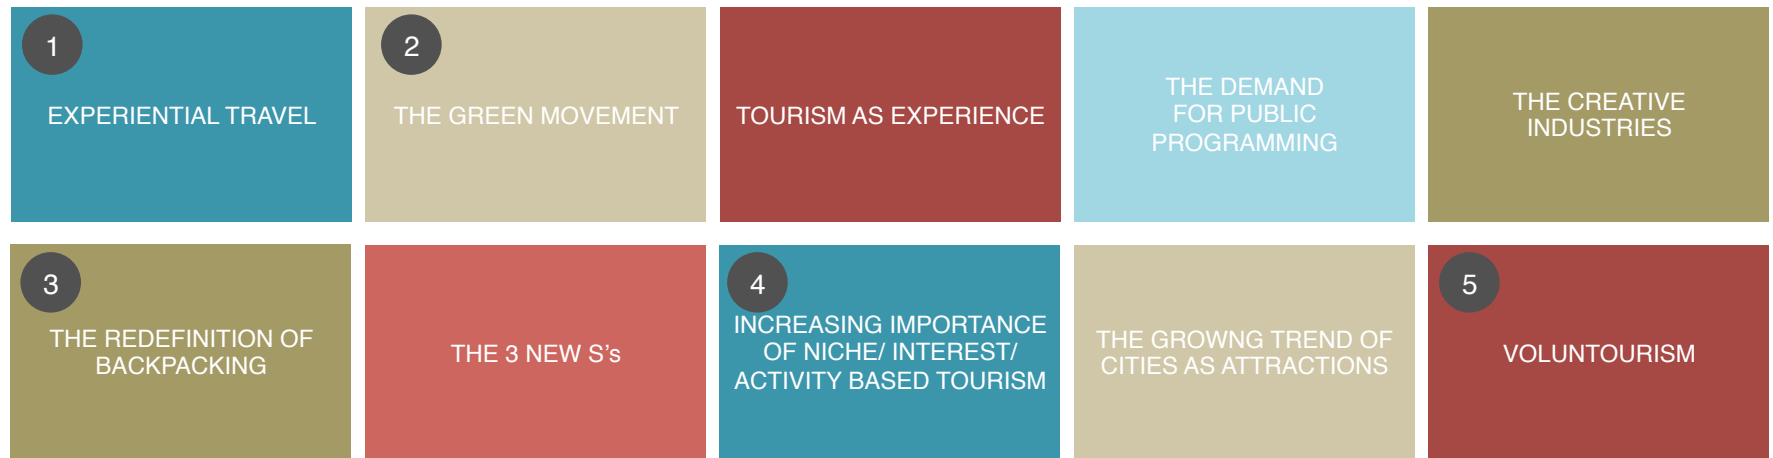 1
EXPERIENTIAL TRAVEL
2
THE GREEN MOVEMENT
TOURISM AS EXPERIENCE
THE DEMAND
FOR PUBLIC
PROGRAMMING
THE CREATIVE
INDUSTRIES
3
THE REDEFINITION OF
BACKPACKING
THE 3 NEW S’s
4
INCREASING IMPORTANCE
OF NICHE/ INTEREST/
ACTIVITY BASED TOURISM
THE GROWNG TREND OF
CITIES AS ATTRACTIONS
5
VOLUNTOURISM